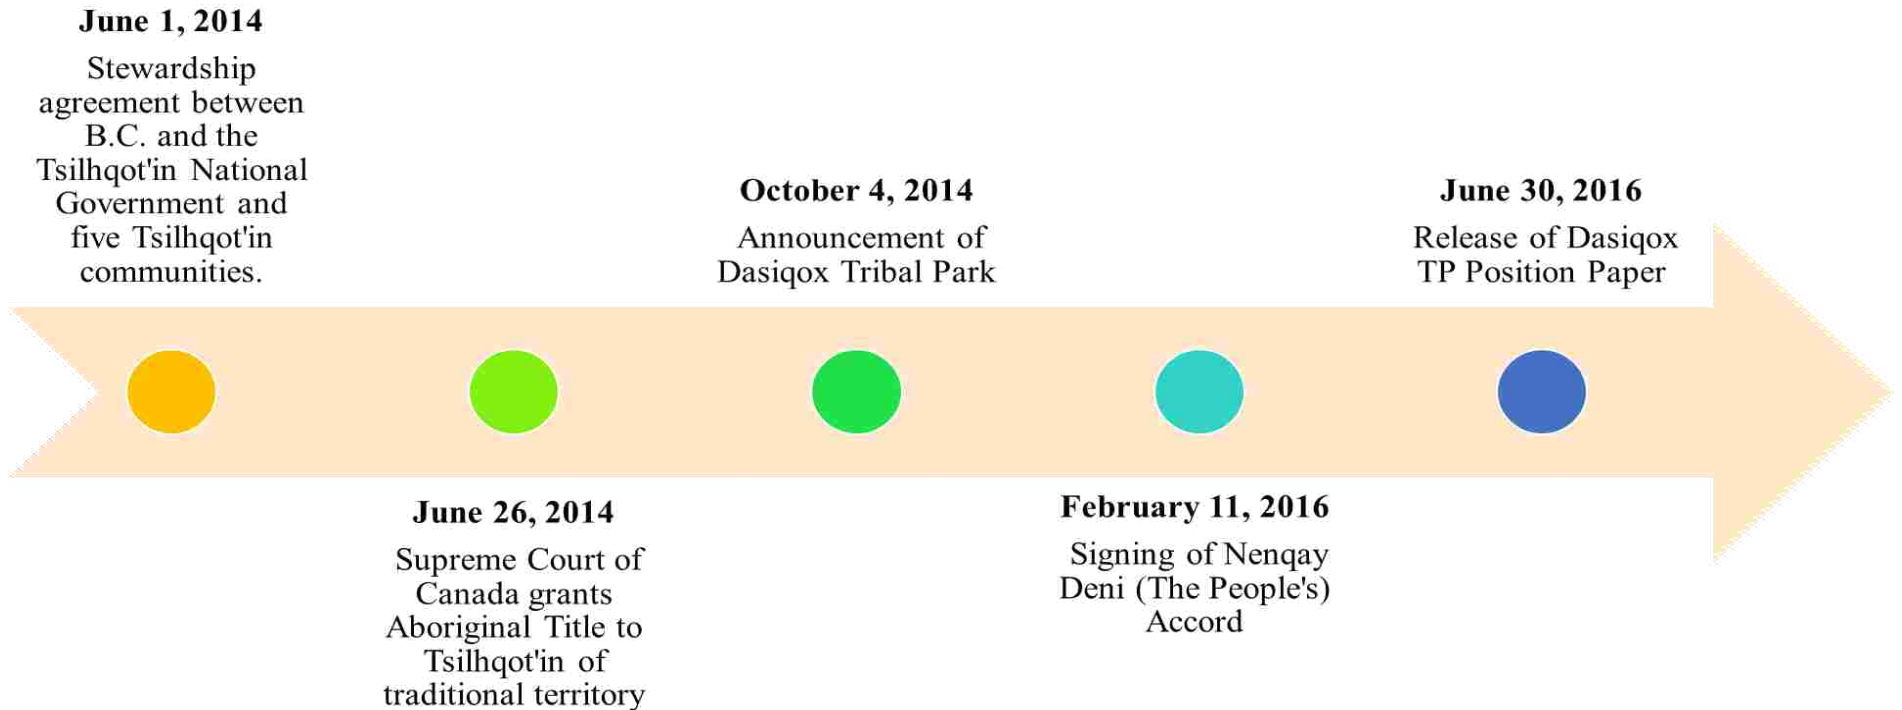 June 1, 2014
Stewardship
agreement between
B.C. and the
Tsilhqot'in National
Government and
five Tsilhqot'in
communities.
June 26, 2014
Supreme Court of
Canada grants
Aboriginal Title to
Tsilhqot'in of
traditional territory
October 4, 2014
Announcement of
Dasiqox Tribal Park
February 11, 2016
Signing of Nenqay
Deni (The People's)
Accord
June 30, 2016
Release of Dasiqox
TP Position Paper